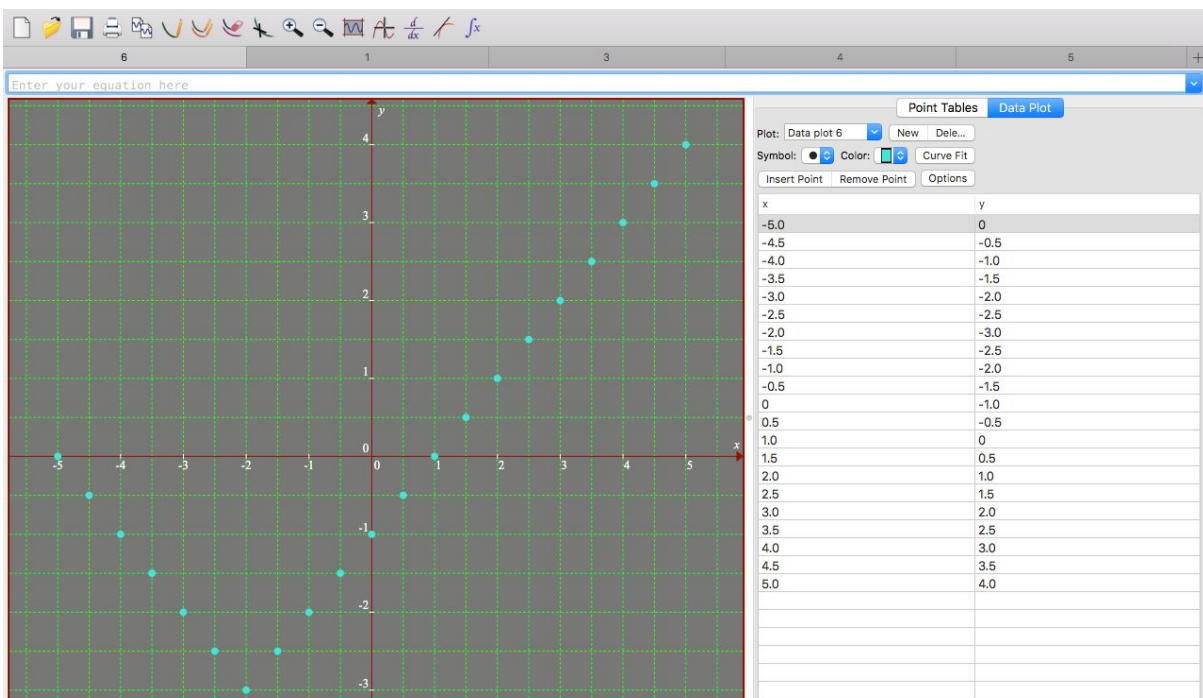 d/dx ∫x
6 1 3 4 5 +
Enter your equation here
Point Tables Data Plot
Plot: Data plot 6 New Dele...
Symbol: Color: Curve Fit
Insert Point Remove Point Options
x y
-5.0 0
-4.5 -0.5
-4.0 -1.0
-3.5 -1.5
-3.0 -2.0
-2.5 -2.5
-2.0 -3.0
-1.5 -2.5
-1.0 -2.0
-0.5 -1.5
0 -1.0
0.5 -0.5
1.0 0
1.5 0.5
2.0 1.0
2.5 1.5
3.0 2.0
3.5 2.5
4.0 3.0
4.5 3.5
5.0 4.0
y
4
3
2
1
0
x
-5 -4 -3 -2 -1 0 1 2 3 4 5
-1
-2
-3